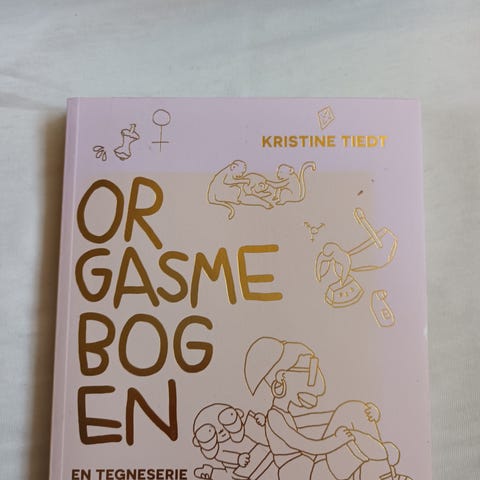 KRISTINE TIEDT
OR
GASME
BOG
EN
EN TEGNESERIE